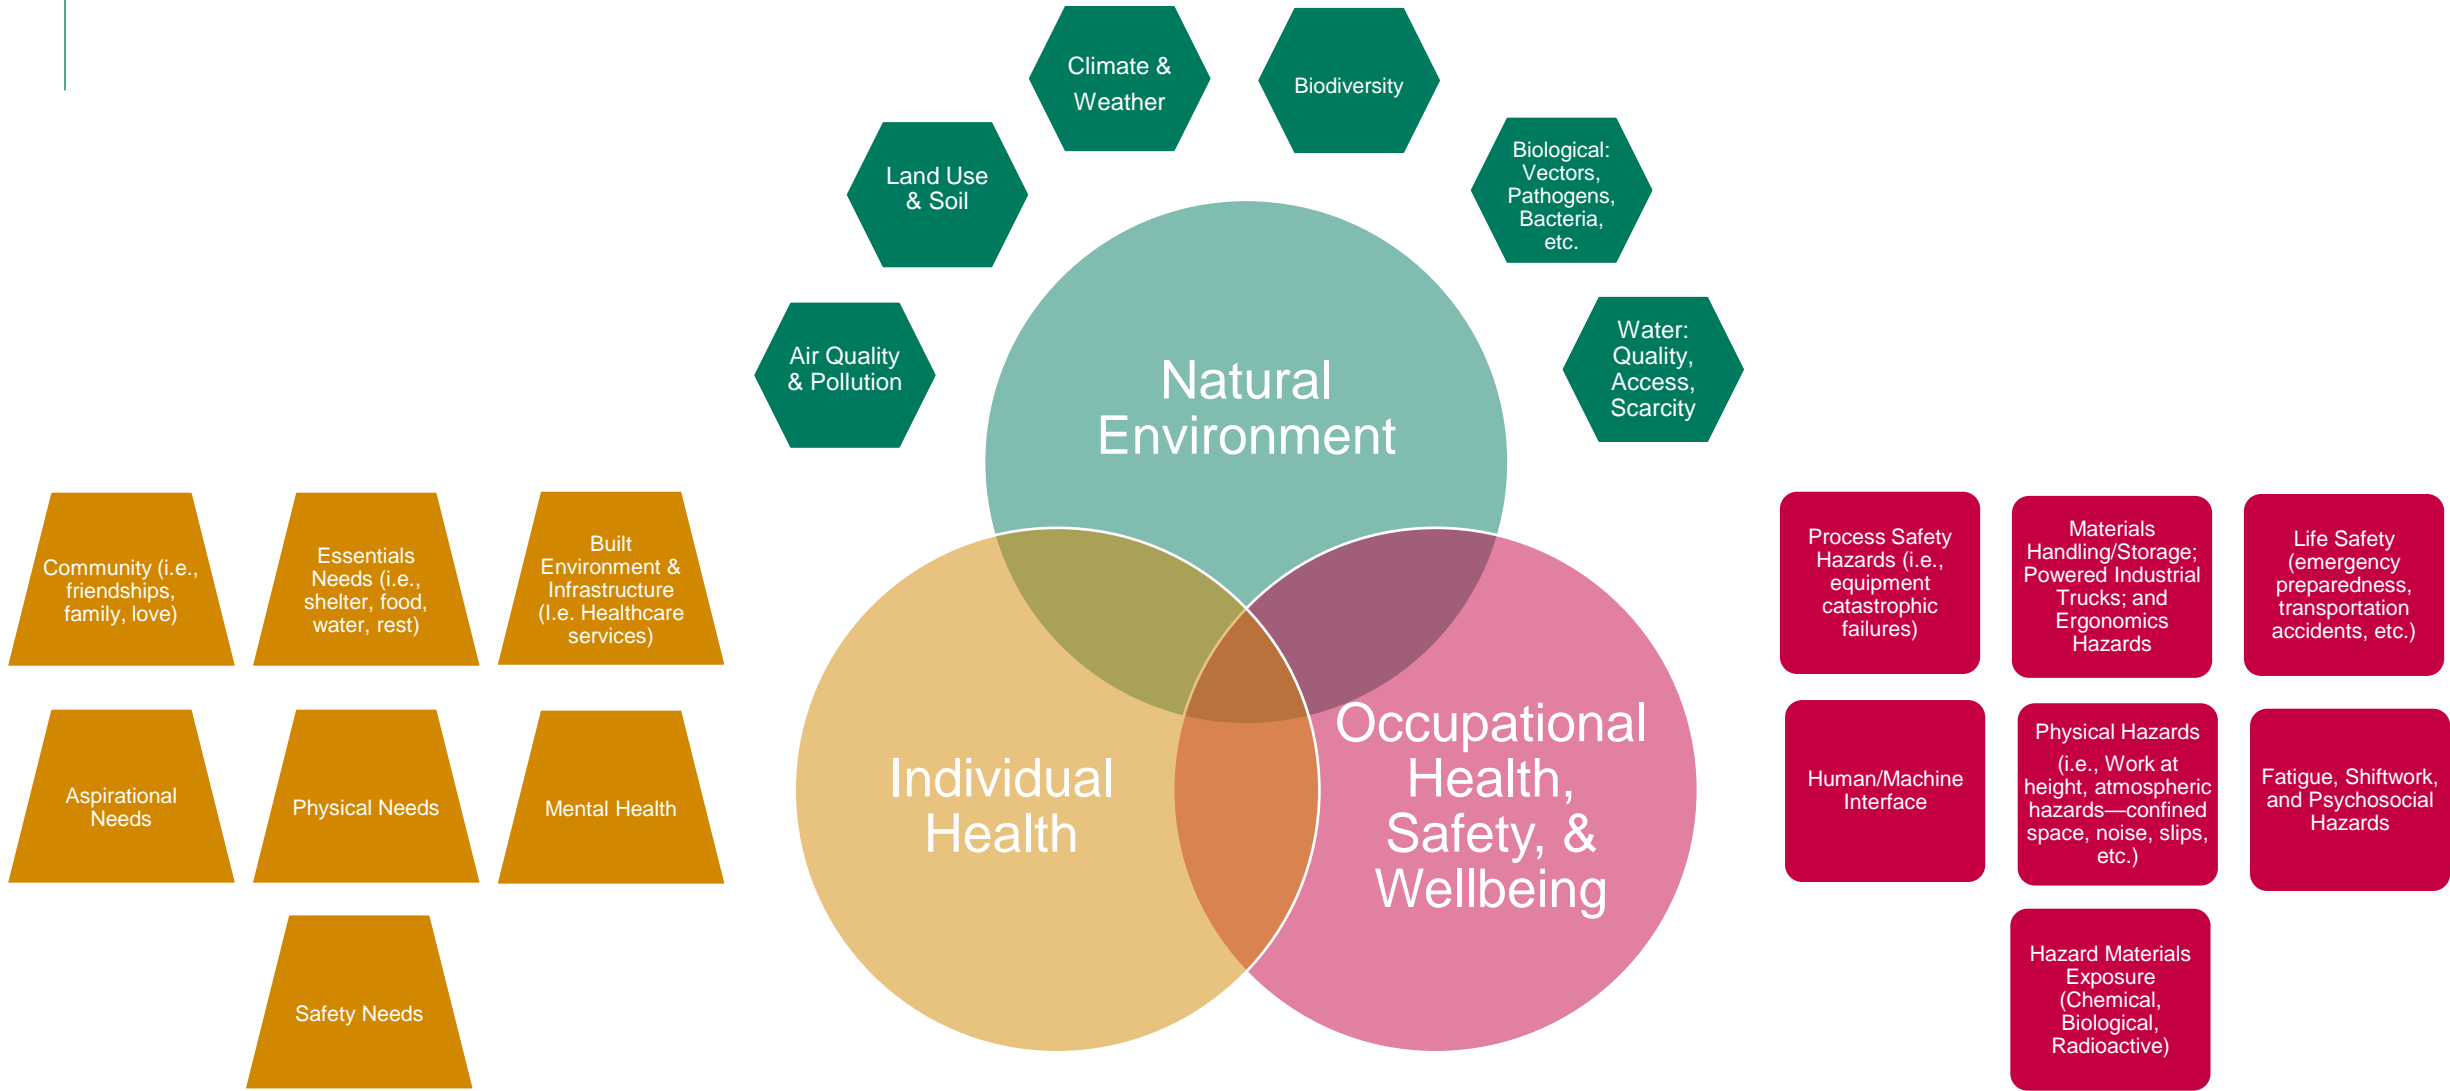 Climate &
Weather
Biodiversity
Land Use
& Soil
Biological:
Vectors,
Pathogens,
Bacteria,
etc.
Air Quality
& Pollution
Water:
Quality,
Access,
Scarcity
Natural
Environment
Individual
Health
Occupational
Health,
Safety, &
Wellbeing
Community (i.e.,
friendships,
family, love)
Essentials
Needs (i.e.,
shelter, food,
water, rest)
Built
Environment &
Infrastructure
(I.e. Healthcare
services)
Aspirational
Needs
Physical Needs
Mental Health
Safety Needs
Process Safety
Hazards (i.e.,
equipment
catastrophic
failures)
Materials
Handling/Storage;
Powered Industrial
Trucks; and
Ergonomics
Hazards
Life Safety
(emergency
preparedness,
transportation
accidents, etc.)
Human/Machine
Interface
Physical Hazards
(i.e., Work at
height, atmospheric
hazards—confined
space, noise, slips,
etc.)
Fatigue, Shiftwork,
and Psychosocial
Hazards
Hazard Materials
Exposure
(Chemical,
Biological,
Radioactive)